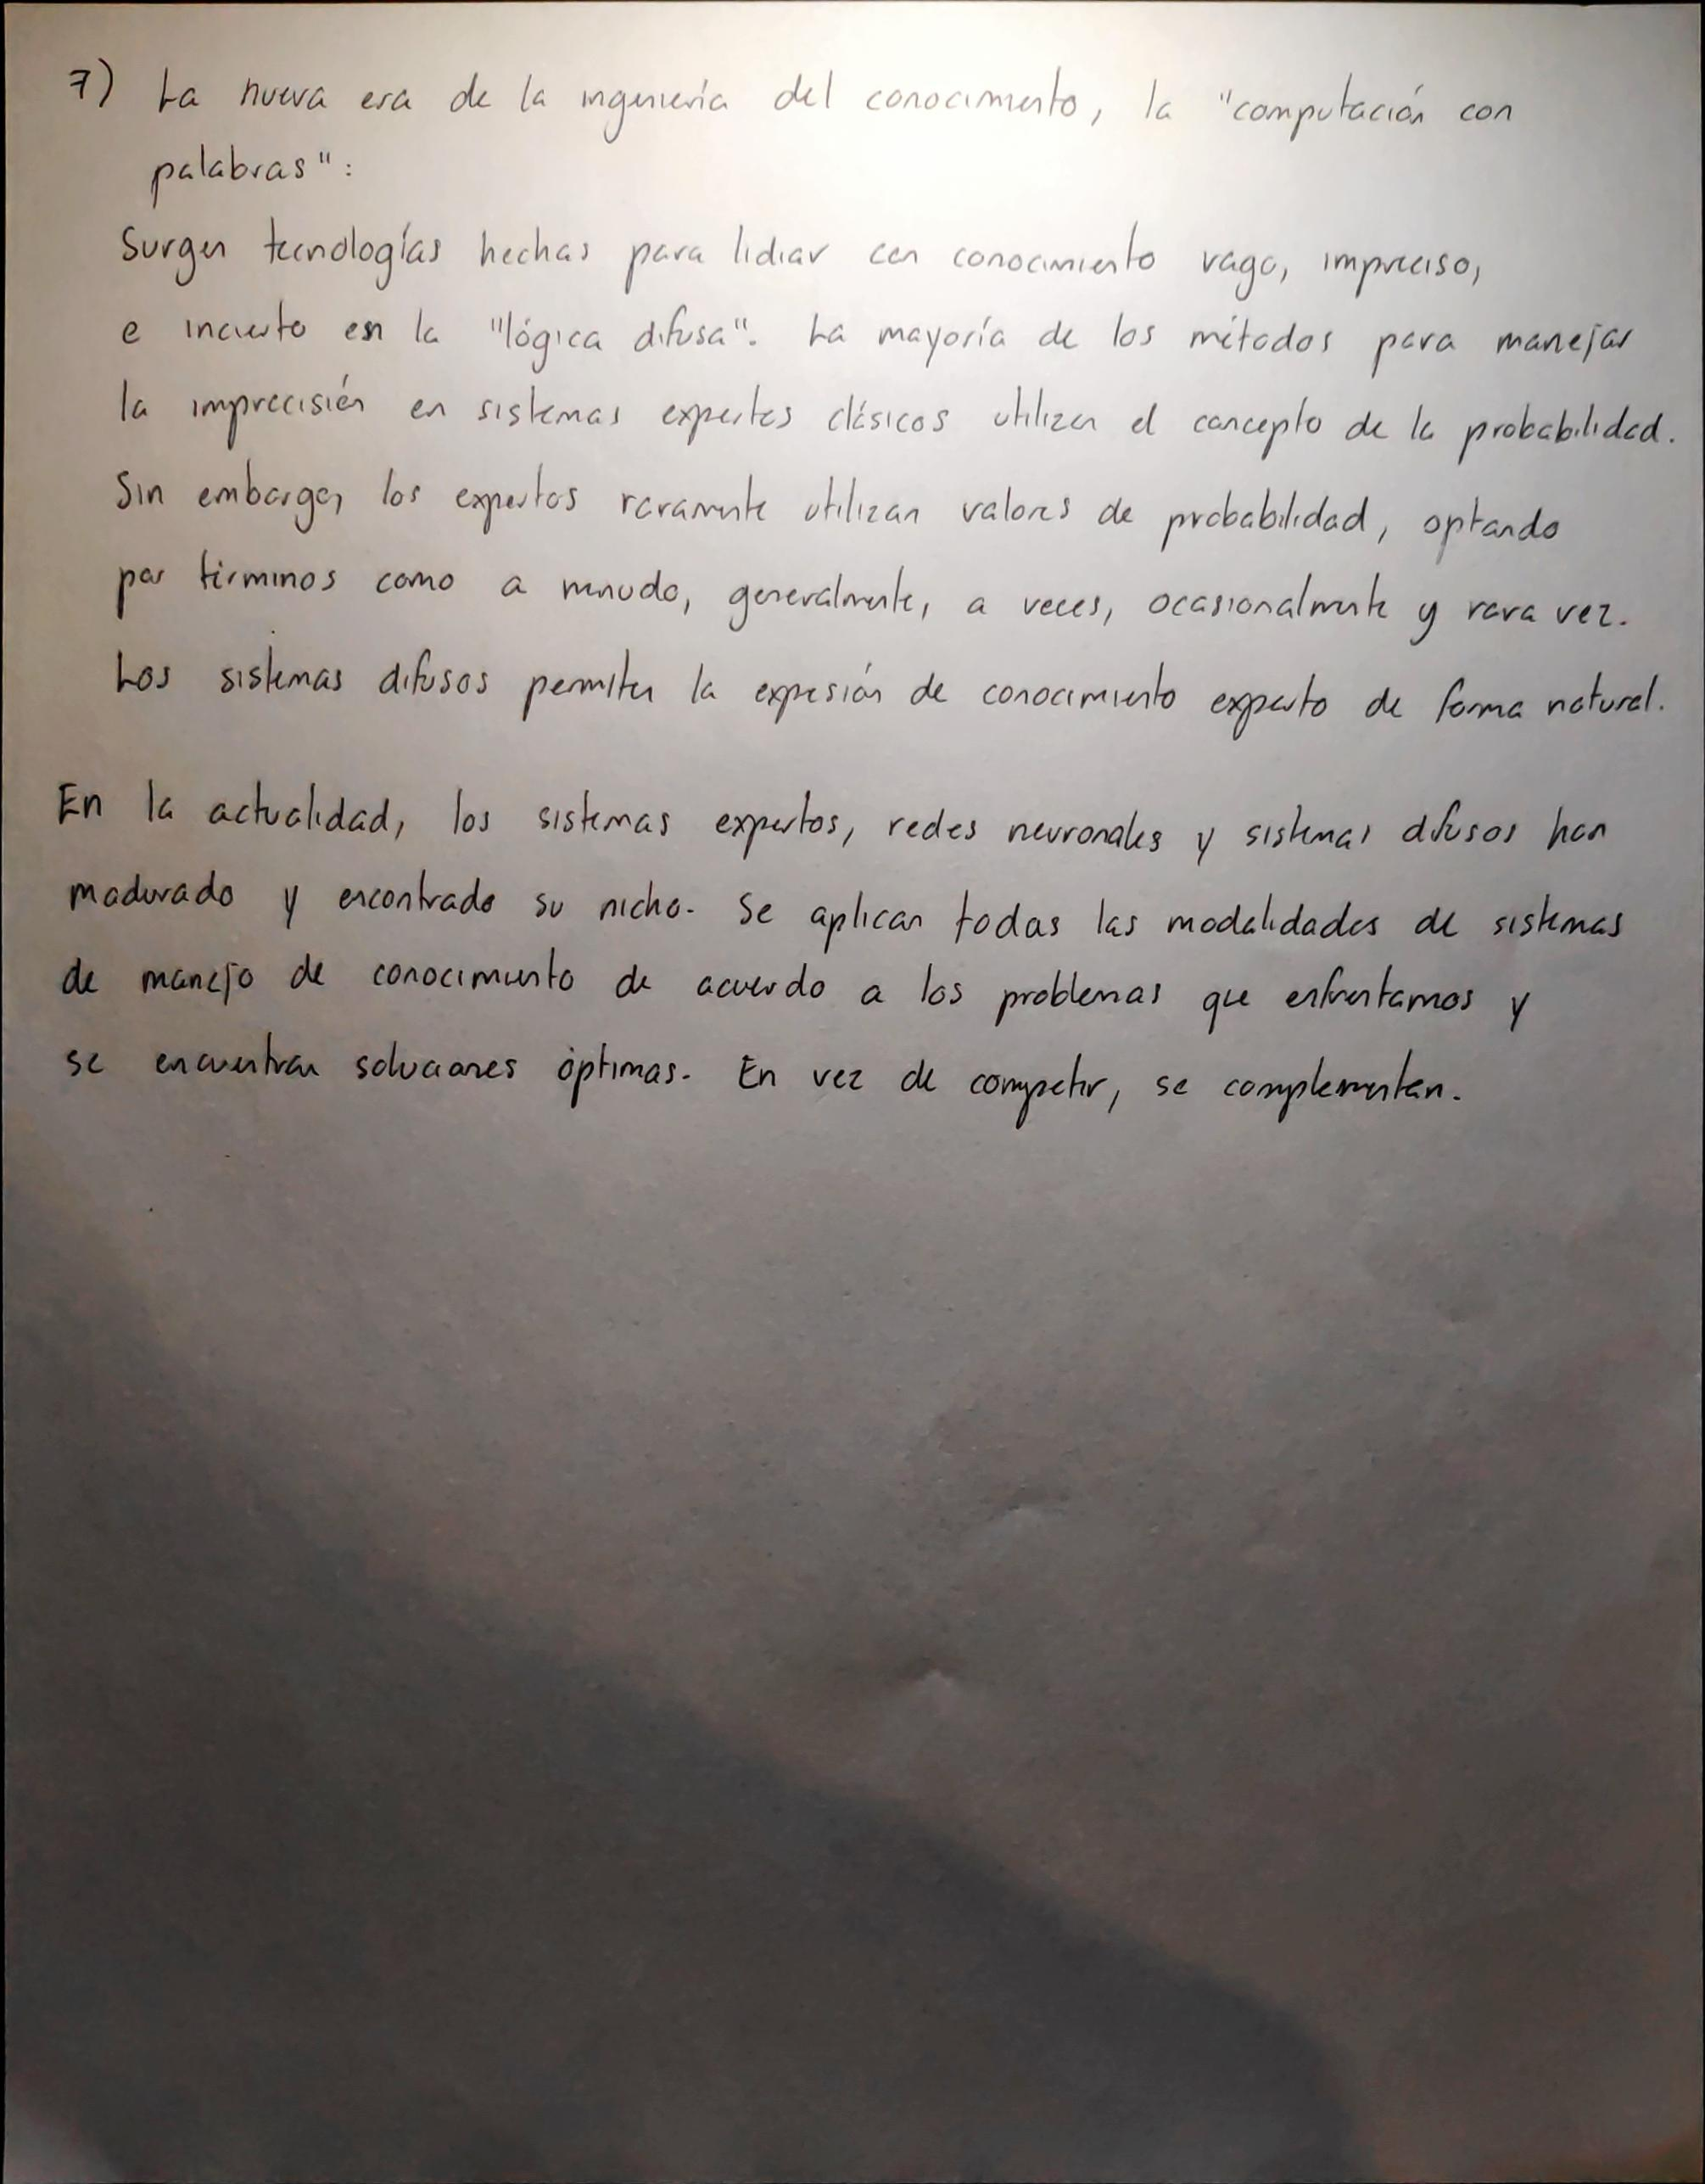 7) La nueva era de la ingeniería del conocimiento, la "computación con
palabras":
Surgen tecnologías hechas para lidiar con conocimiento vago, impreciso,
e incierto en la "lógica difusa". La mayoría de los métodos para manejar
la imprecisión en sistemas expertos clásicos utilizan el concepto de la probabilidad.
Sin embargo, los expertos raramente utilizan valores de probabilidad, optando
por términos como a menudo, generalmente, a veces, ocasionalmente y rara vez.
Los sistemas difusos permiten la expesión de conocimiento experto de forma natural.
En la actualidad, los sistemas expertos, redes neuronales y sistemas difusos han
madurado y encontrado su nicho. Se aplican todas las modalidades de sistemas
de manejo de conocimiento de acuerdo a los problemas que enfrentamos y
se encuentran soluciones óptimas. En vez de competir, se complementan.